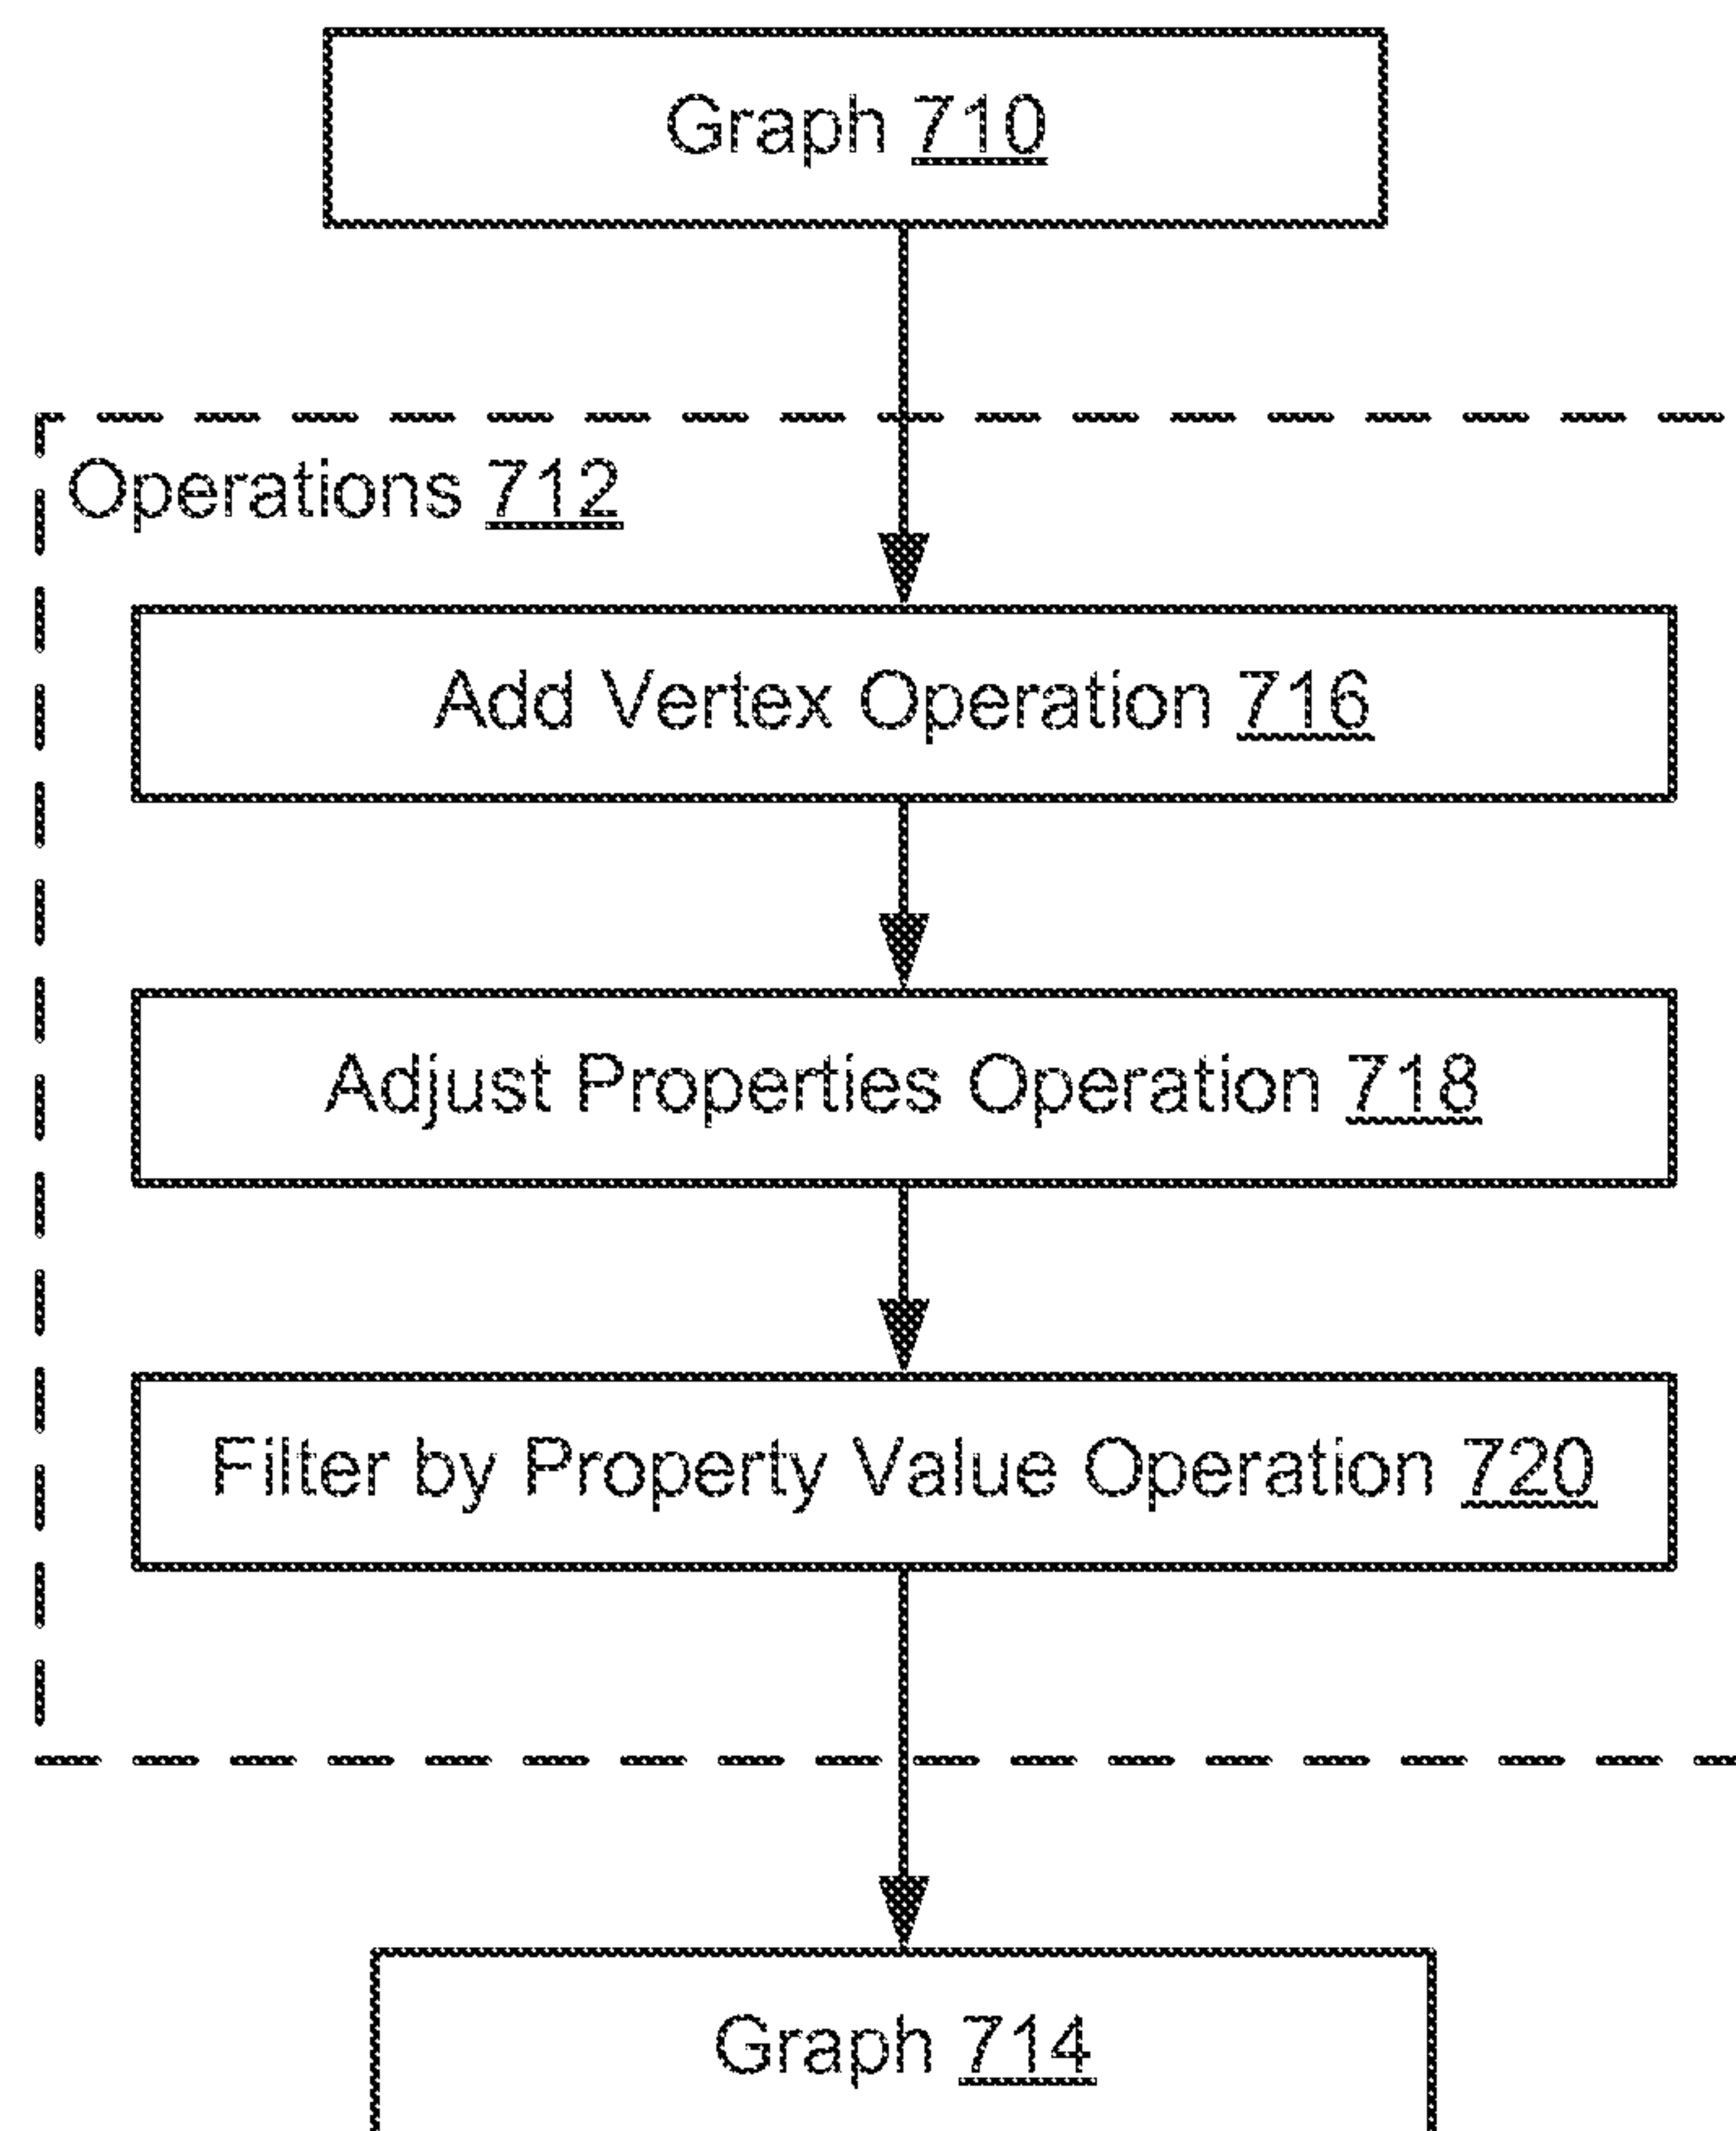 Graph 710
Operations 712
Add Vertex Operation 716
Adjust Properties Operation 718
Filter by Property Value Operation 720
Graph 714